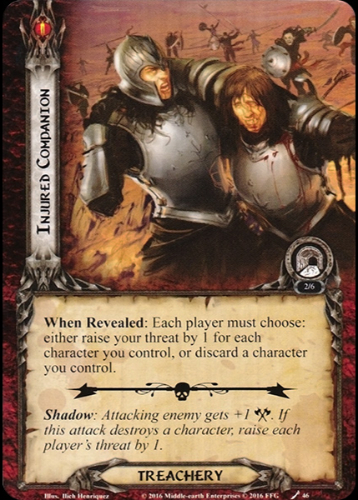 INJURED COMPANION
2/6
When Revealed: Each player must choose:
either raise your threat by 1 for each
character you control, or discard a character
you control.
Shadow: Attacking enemy gets +1 . If
this attack destroys a character, raise each
player's threat by 1.
TREACHERY
Illus. Ilich Henriquez
© 2016 Middle-earth Enterprises © 2016 FFG
46